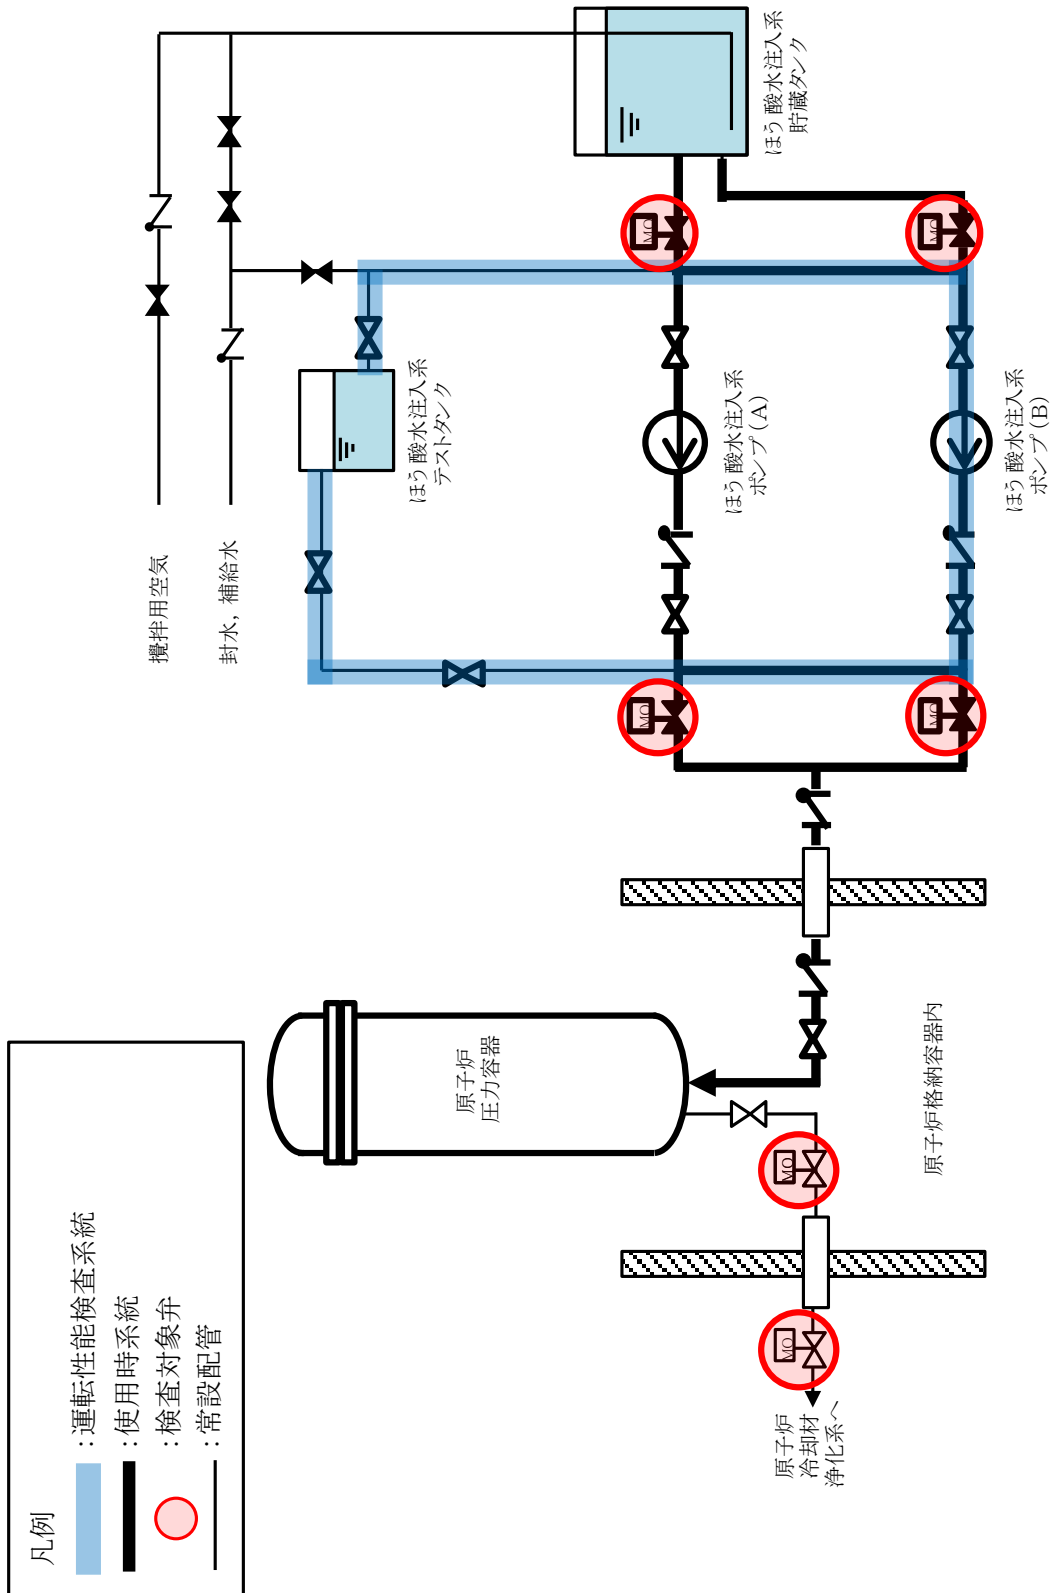 凡例
：運転性能検査系統
：使用時系統
：検査対象弁
：常設配管
攪拌用空気
封水，補給水
ほう酸水注入系
テストタンク
ほう酸水注入系
貯蔵タンク
ほう酸水注入系
ポンプ(A)
ほう酸水注入系
ポンプ(B)
MO
MO
MO
MO
原子炉
圧力容器
原子炉格納容器内
MO
MO
原子炉
冷却材
浄化系へ